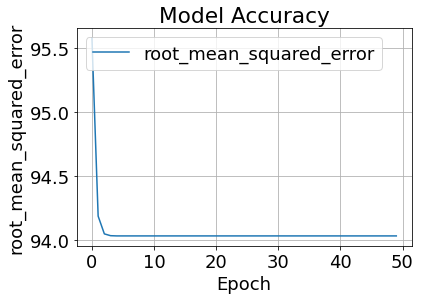 Model Accuracy
root_mean_squared_error
root_mean_squared_error
95.5
95.0
94.5
94.0
0 10 20 30 40 50
Epoch